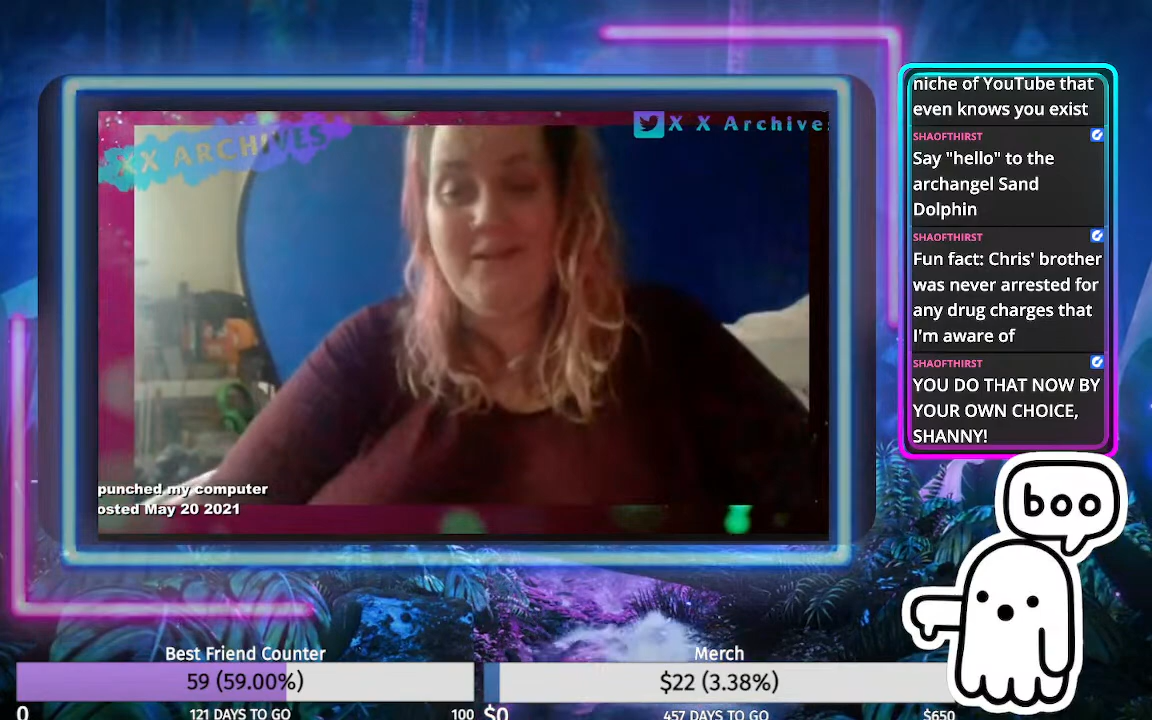 XX ARCHIVES
X X Archive
niche of YouTube that
even knows you exist
SHAOFTHIRST
Say "hello" to the
archangel Sand
Dolphin
SHAOFTHIRST
Fun fact: Chris' brother
was never arrested for
any drug charges that
I'm aware of
SHAOFTHIRST
YOU DO THAT NOW BY
YOUR OWN CHOICE,
SHANNY!
punched my computer
osted May 20 2021
boo
Best Friend Counter
59 (59.00%)
0 121 DAYS TO GO 100
Merch
$22 (3.38%)
$0 457 DAYS TO GO $650